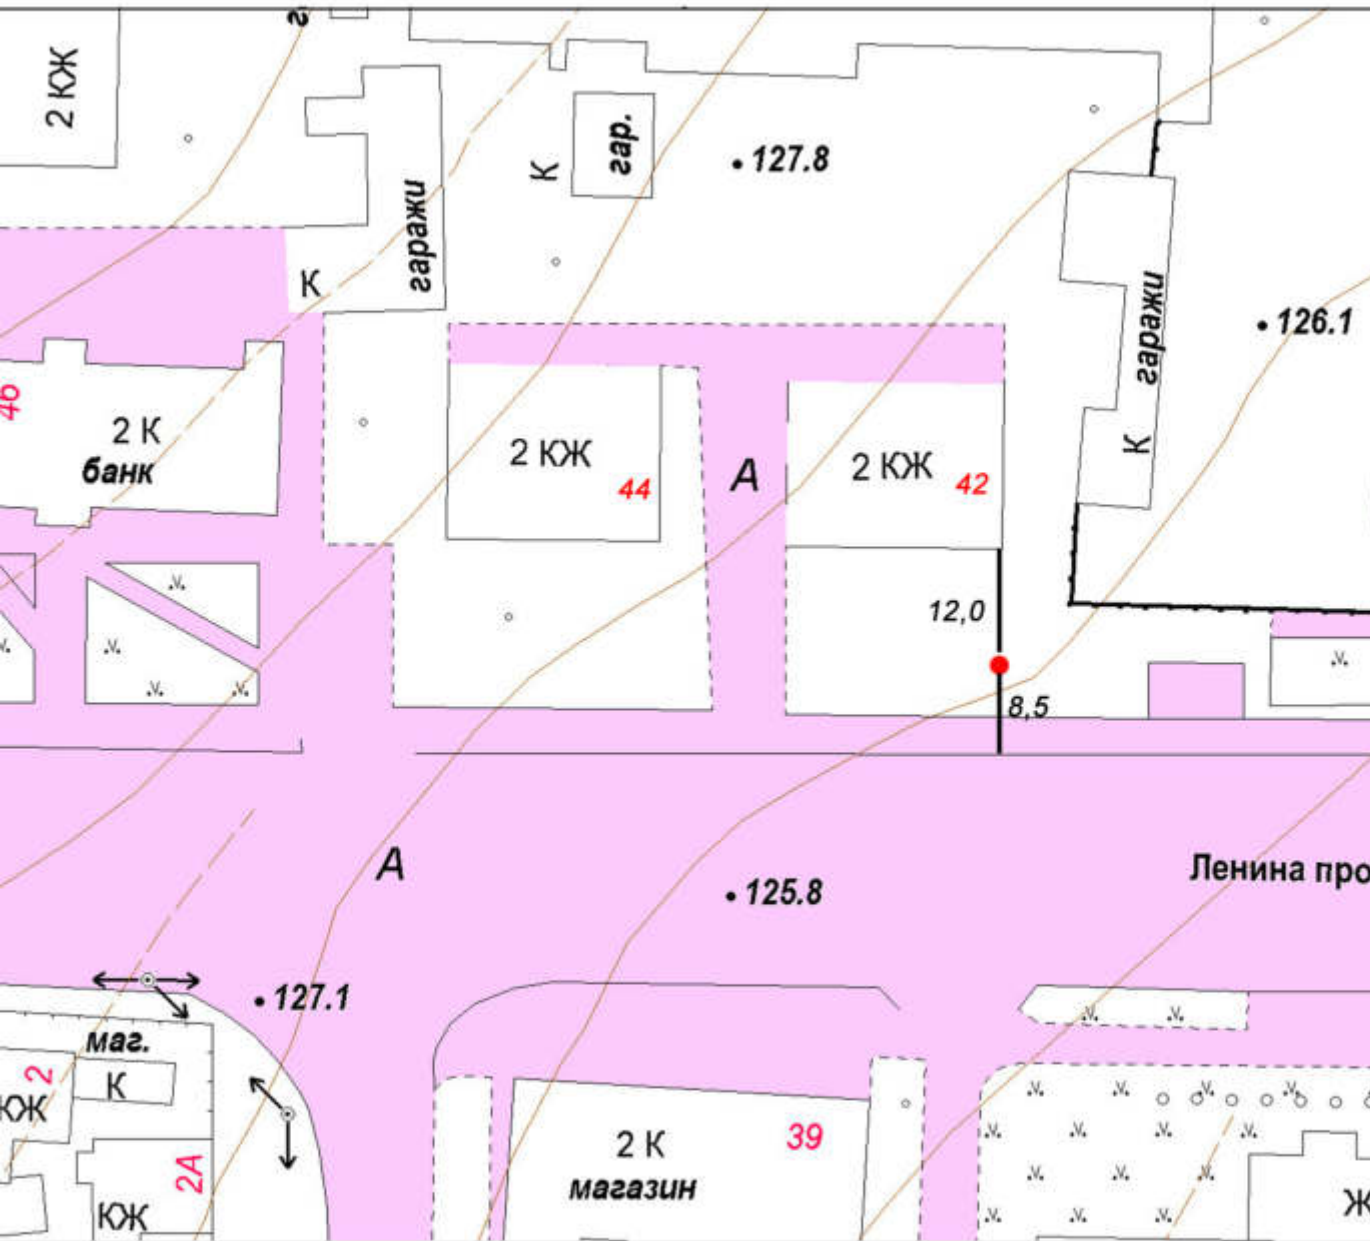 2 КЖ
гаражи
К
гар.
127.8
К
гаражи
126.1
46
2 К
банк
2 КЖ
44
А
2 КЖ
42
К
12,0
8,5
А
125.8
Ленина про
127.1
маг.
2
К
КЖ
2А
КЖ
2 К
39
магазин
Ж